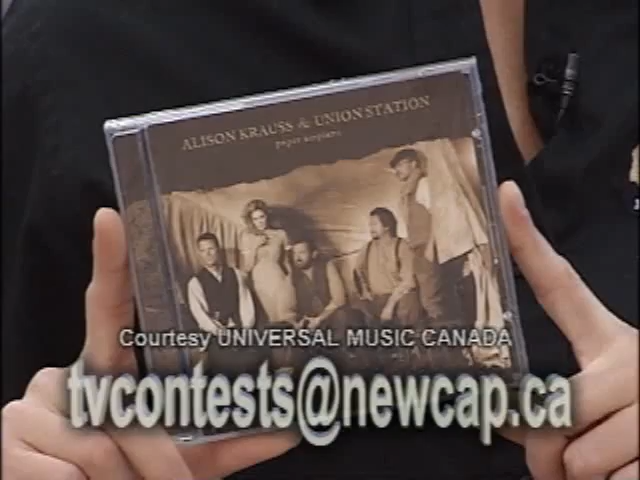 ALISON KRAUSS & UNION STATION
paper airplane
Courtesy UNIVERSAL MUSIC CANADA
tvcontests@newcap.ca